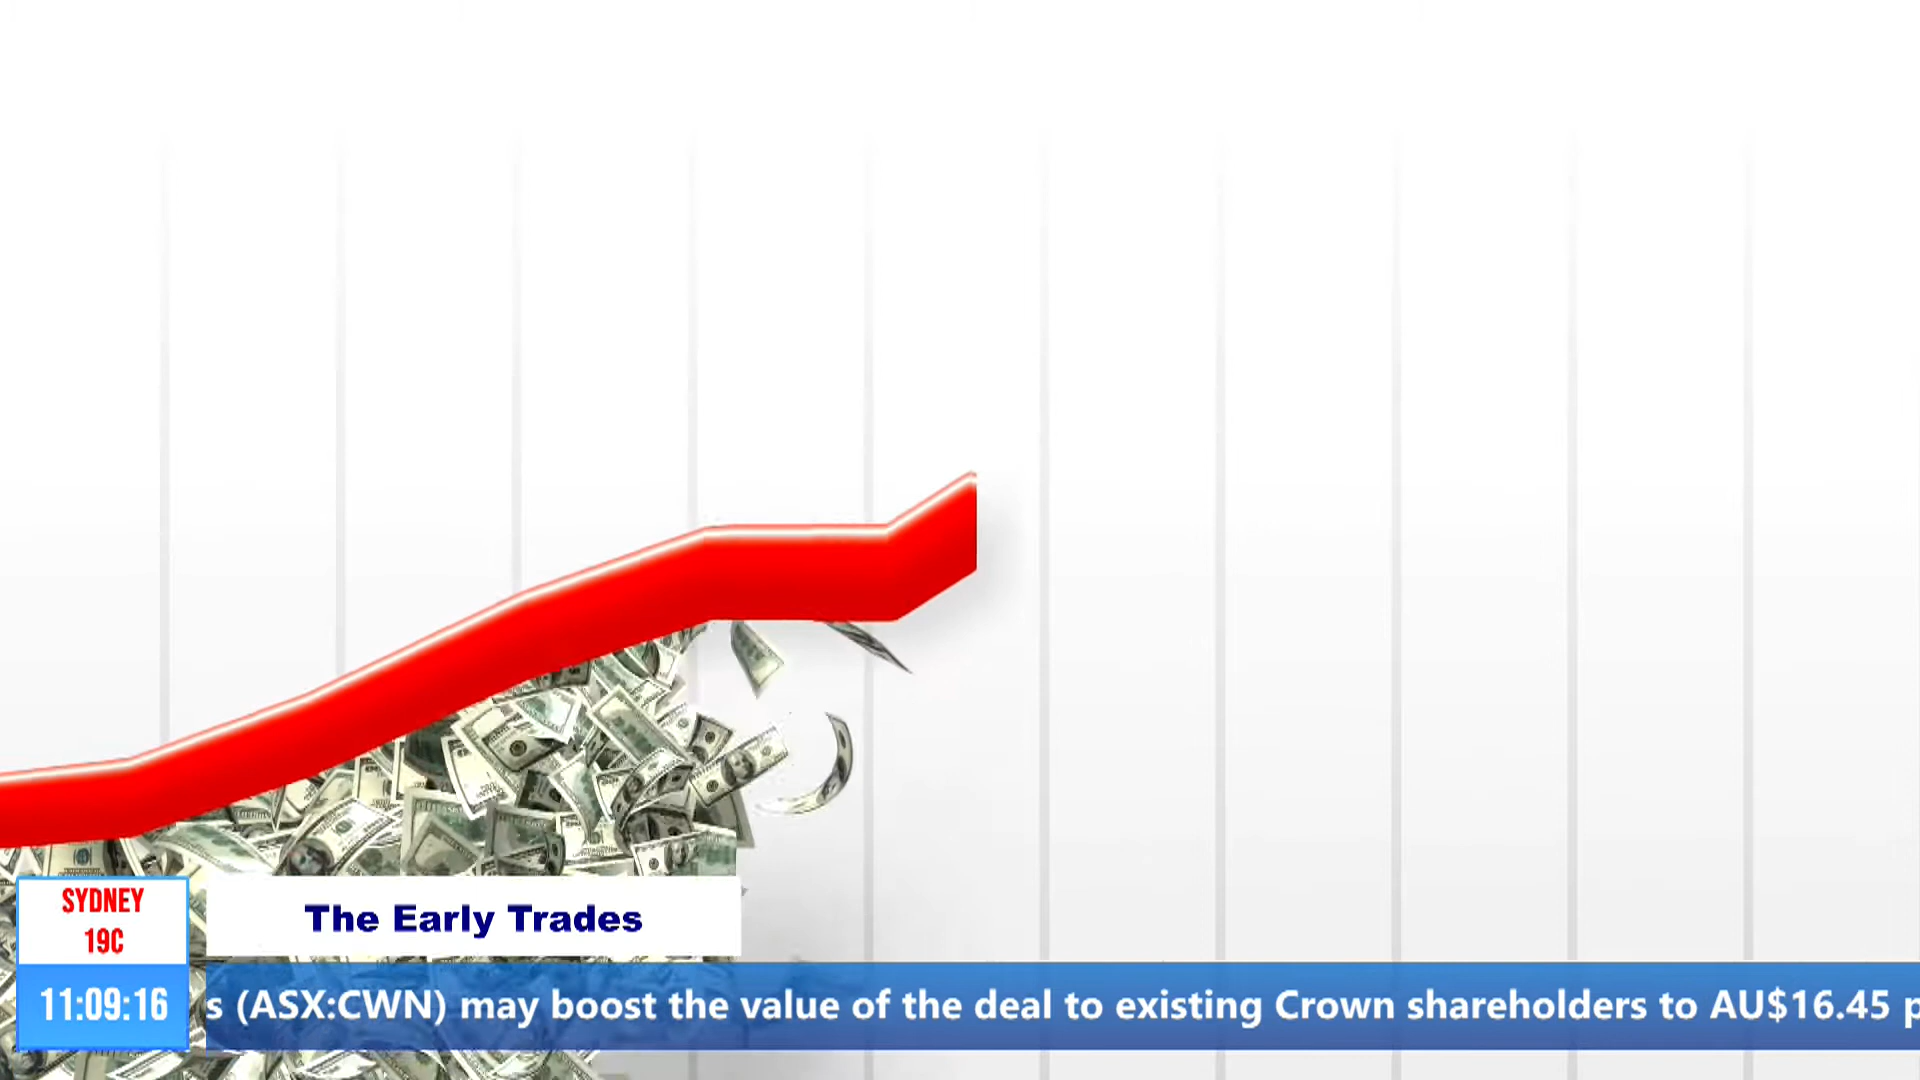 SYDNEY
19C
The Early Trades
11:09:16
s (ASX:CWN) may boost the value of the deal to existing Crown shareholders to AU$16.45 p